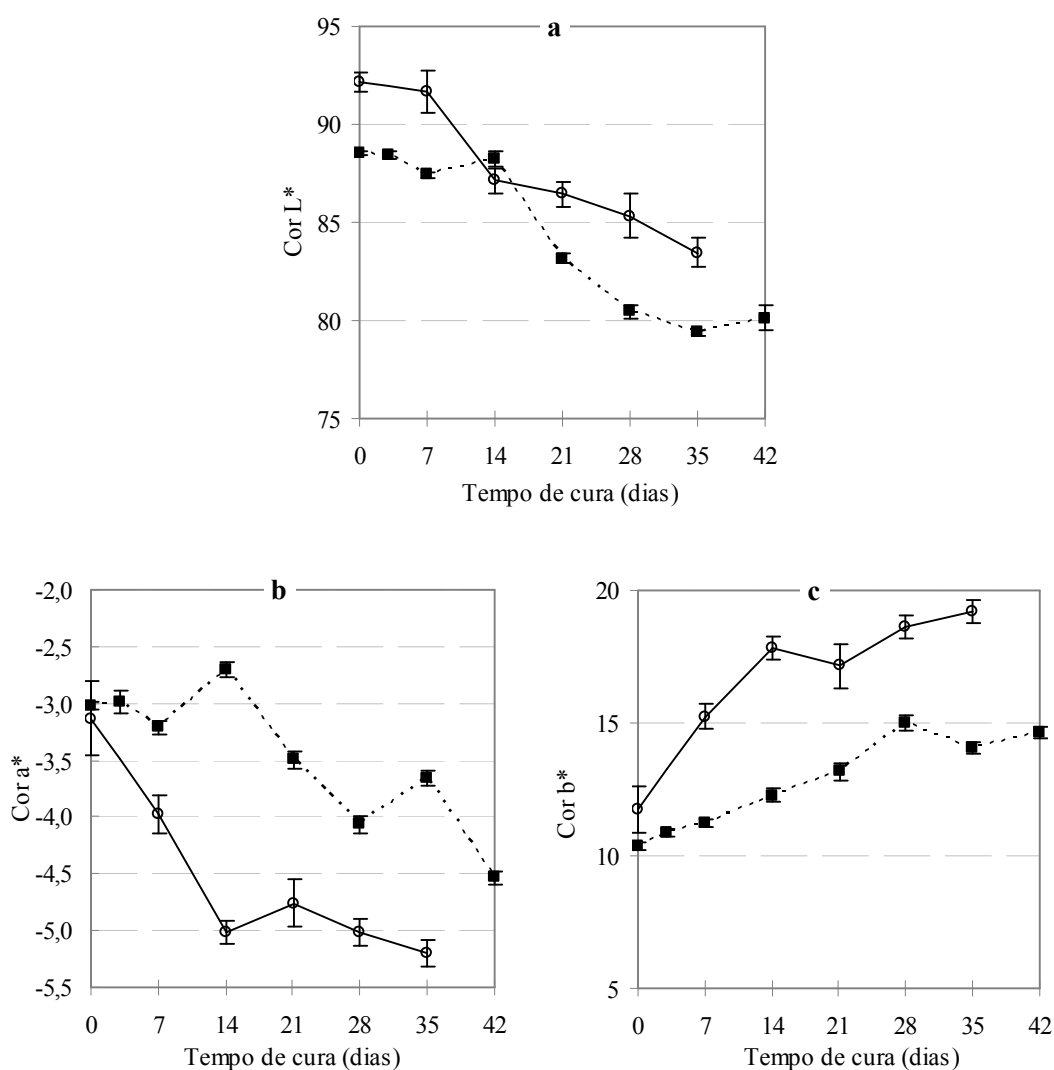 a
95
90
85
80
75
Cor L*
0 7 14 21 28 35 42
Tempo de cura (dias)
b
-2,0
-2,5
-3,0
-3,5
-4,0
-4,5
-5,0
-5,5
Cor a*
0 7 14 21 28 35 42
Tempo de cura (dias)
c
20
15
10
5
Cor b*
0 7 14 21 28 35 42
Tempo de cura (dias)